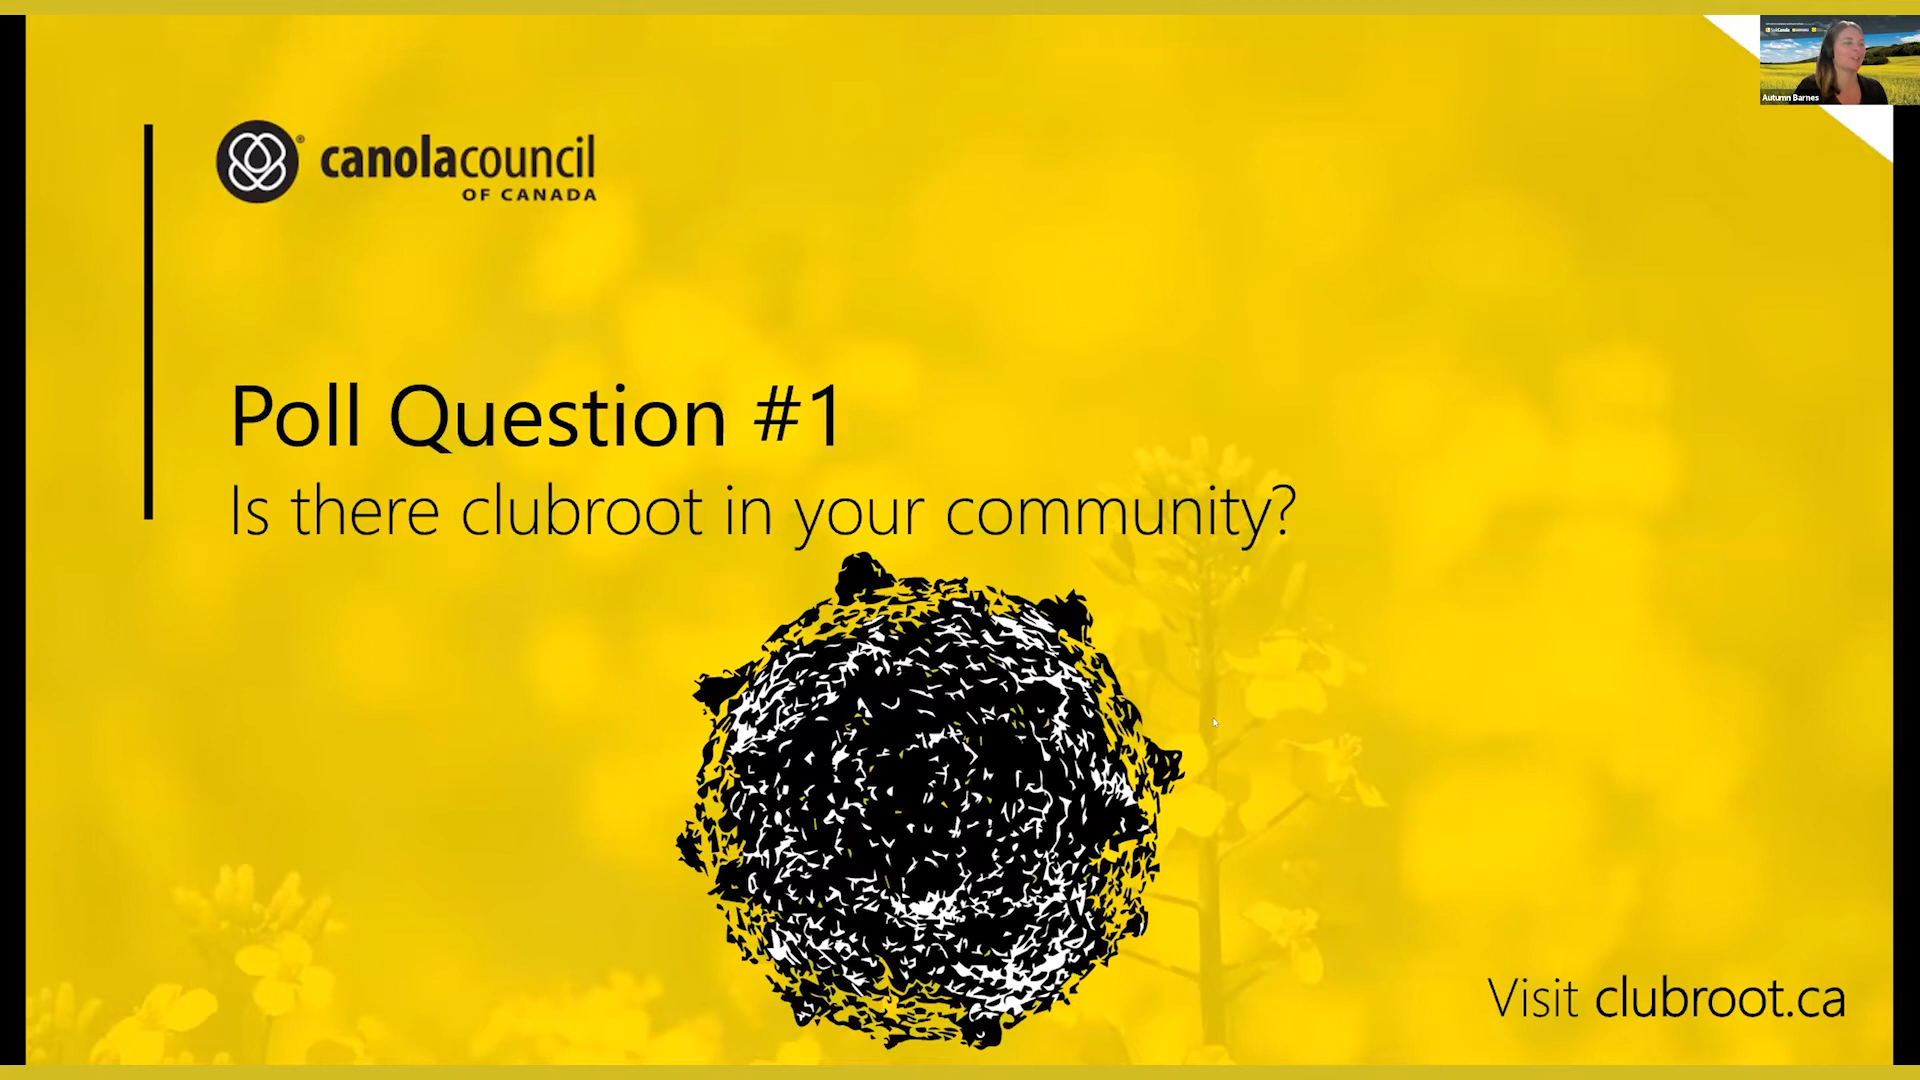 canolacouncil
OF CANADA
Autumn Barnes
Poll Question #1
Is there clubroot in your community?
Visit clubroot.ca